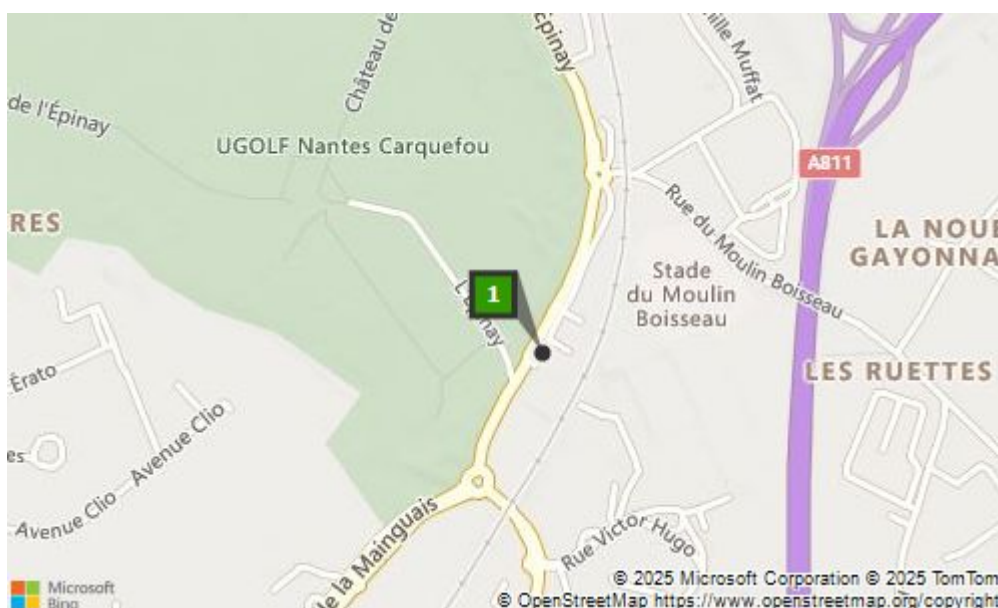 Épinay
Château de
ille Muffat
de l'Épinay
UGOLF Nantes Carquefou
A811
RES
Rue du Moulin Boisseau
LA NOUE
GAYONNA
Stade
du Moulin
Boisseau
1
L'Épinay
LES RUETTES
Érato
Avenue Clio
Avenue Clio
es
de la Mainguais
Rue Victor Hugo
Microsoft
Bing
© 2025 Microsoft Corporation © 2025 TomTom
© OpenStreetMap https://www.openstreetmap.org/copyright